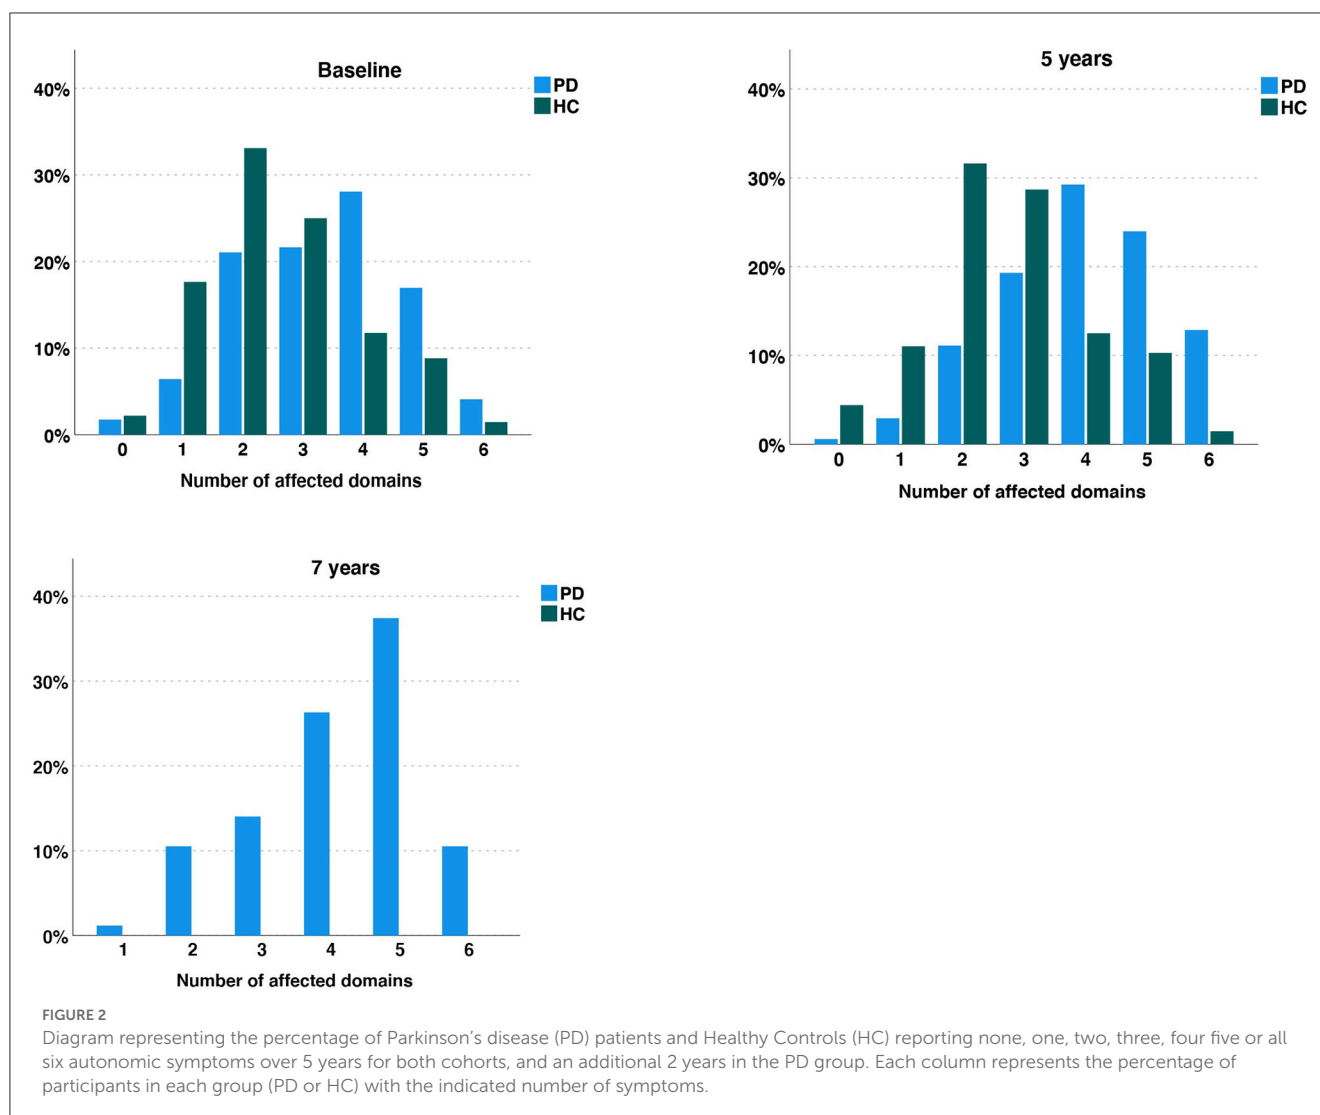 Baseline
PD
HC
40%
30%
20%
10%
0%
0 1 2 3 4 5 6
Number of affected domains
5 years
PD
HC
40%
30%
20%
10%
0%
0 1 2 3 4 5 6
Number of affected domains
7 years
PD
HC
40%
30%
20%
10%
0%
1 2 3 4 5 6
Number of affected domains
FIGURE 2
Diagram representing the percentage of Parkinson's disease (PD) patients and Healthy Controls (HC) reporting none, one, two, three, four five or all
six autonomic symptoms over 5 years for both cohorts, and an additional 2 years in the PD group. Each column represents the percentage of
participants in each group (PD or HC) with the indicated number of symptoms.